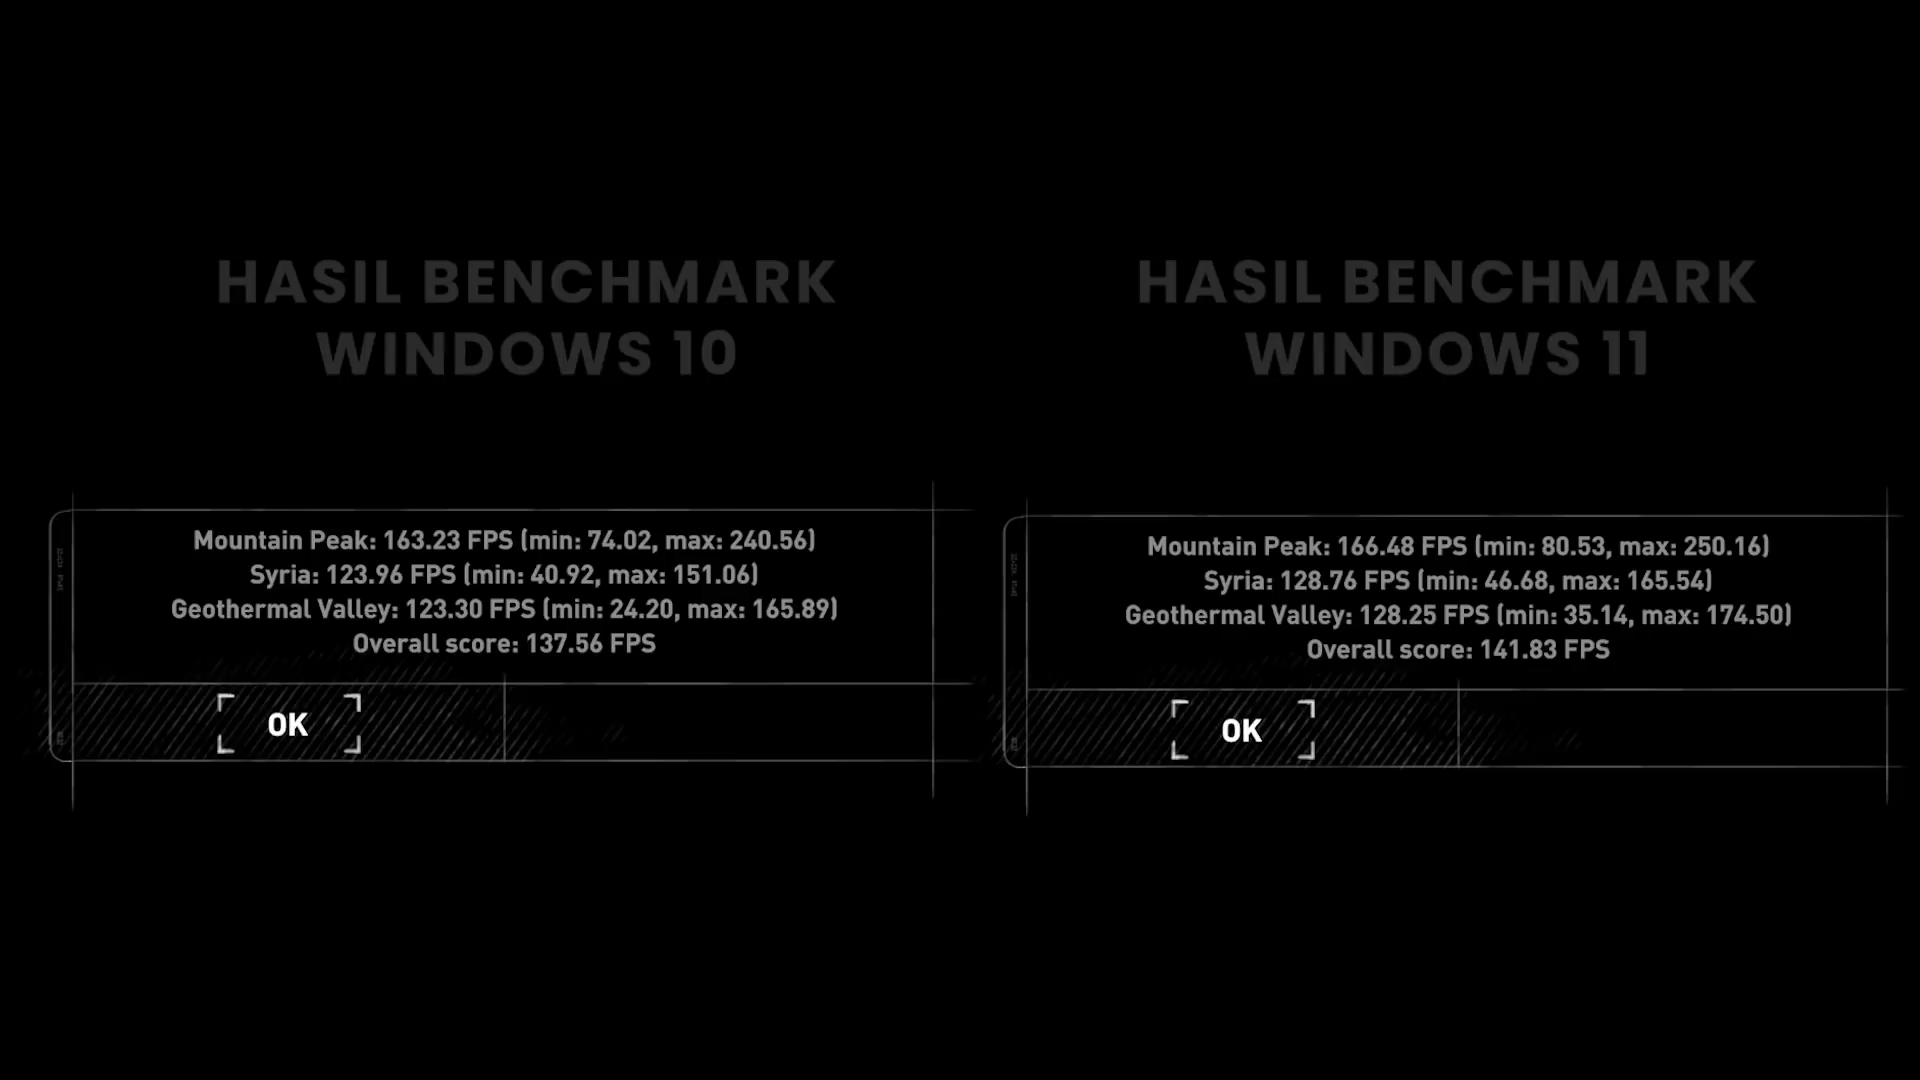 HASIL BENCHMARK
WINDOWS 10
Mountain Peak: 163.23 FPS (min: 74.02, max: 240.56)
Syria: 123.96 FPS (min: 40.92, max: 151.06)
Geothermal Valley: 123.30 FPS (min: 24.20, max: 165.89)
Overall score: 137.56 FPS
OK
HASIL BENCHMARK
WINDOWS 11
Mountain Peak: 166.48 FPS (min: 80.53, max: 250.16)
Syria: 128.76 FPS (min: 46.68, max: 165.54)
Geothermal Valley: 128.25 FPS (min: 35.14, max: 174.50)
Overall score: 141.83 FPS
OK